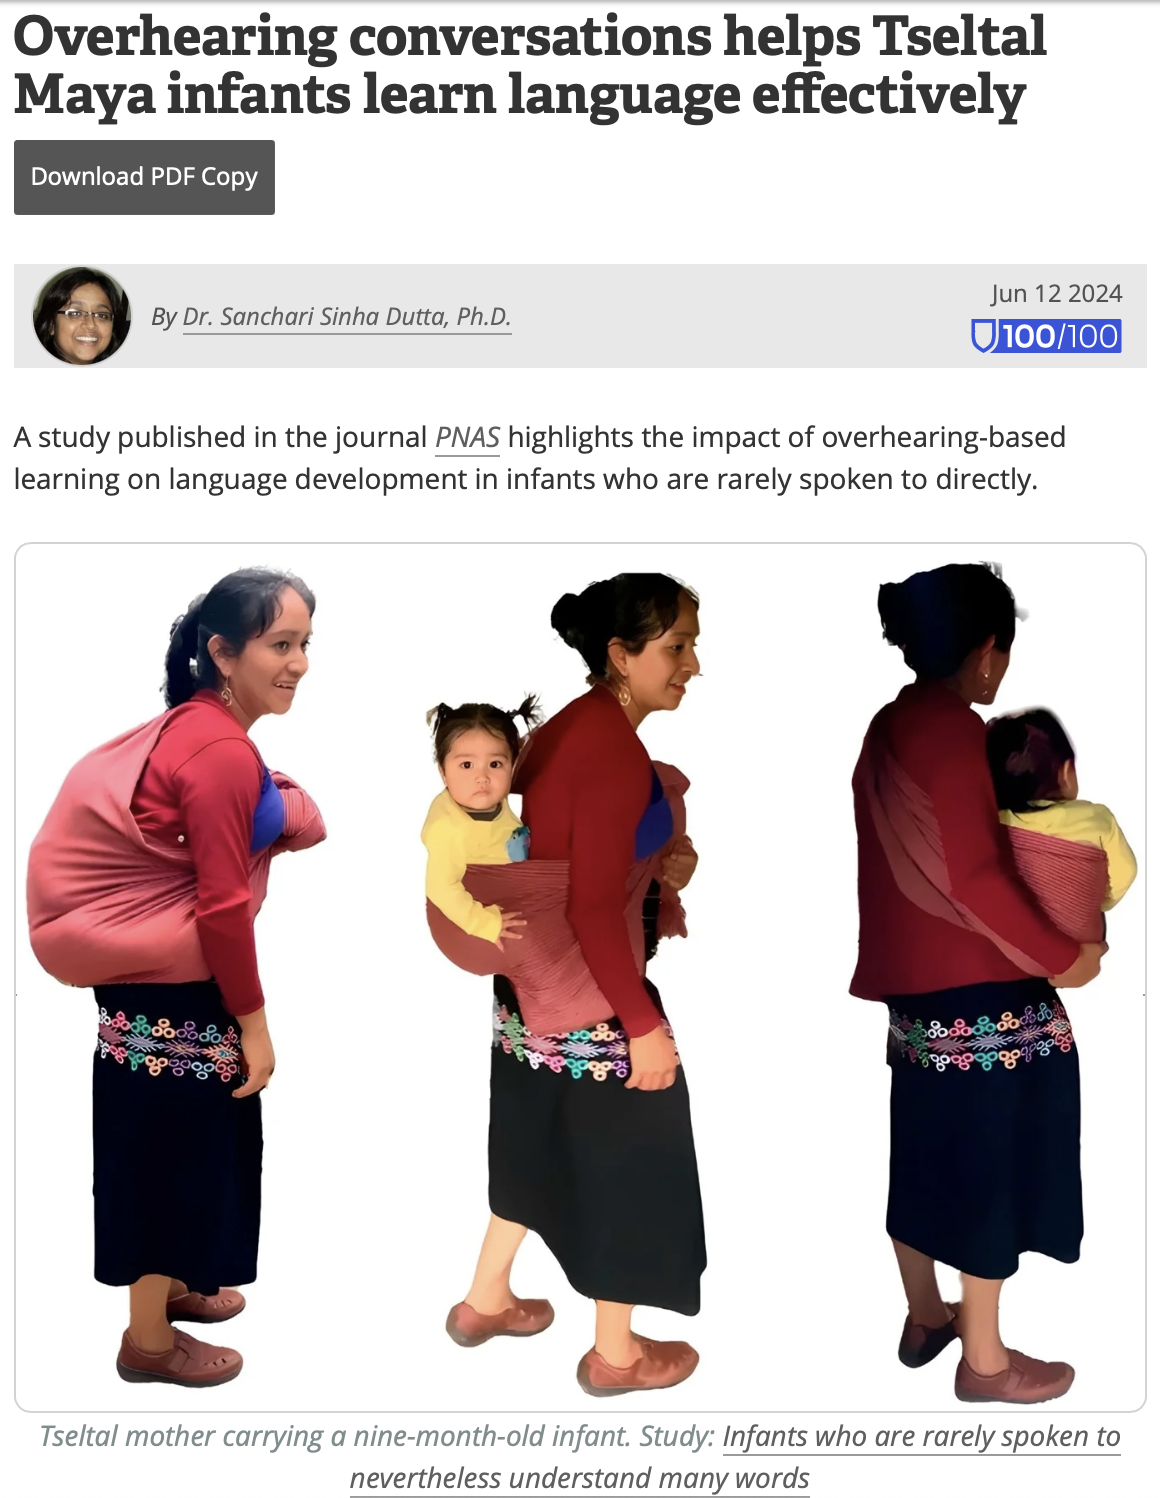 Overhearing conversations helps Tseltal
Maya infants learn language effectively
Download PDF Copy
By Dr. Sanchari Sinha Dutta, Ph.D.
Jun 12 2024
100/100
A study published in the journal PNAS highlights the impact of overhearing-based
learning on language development in infants who are rarely spoken to directly.
Tseltal mother carrying a nine-month-old infant. Study: Infants who are rarely spoken to
nevertheless understand many words